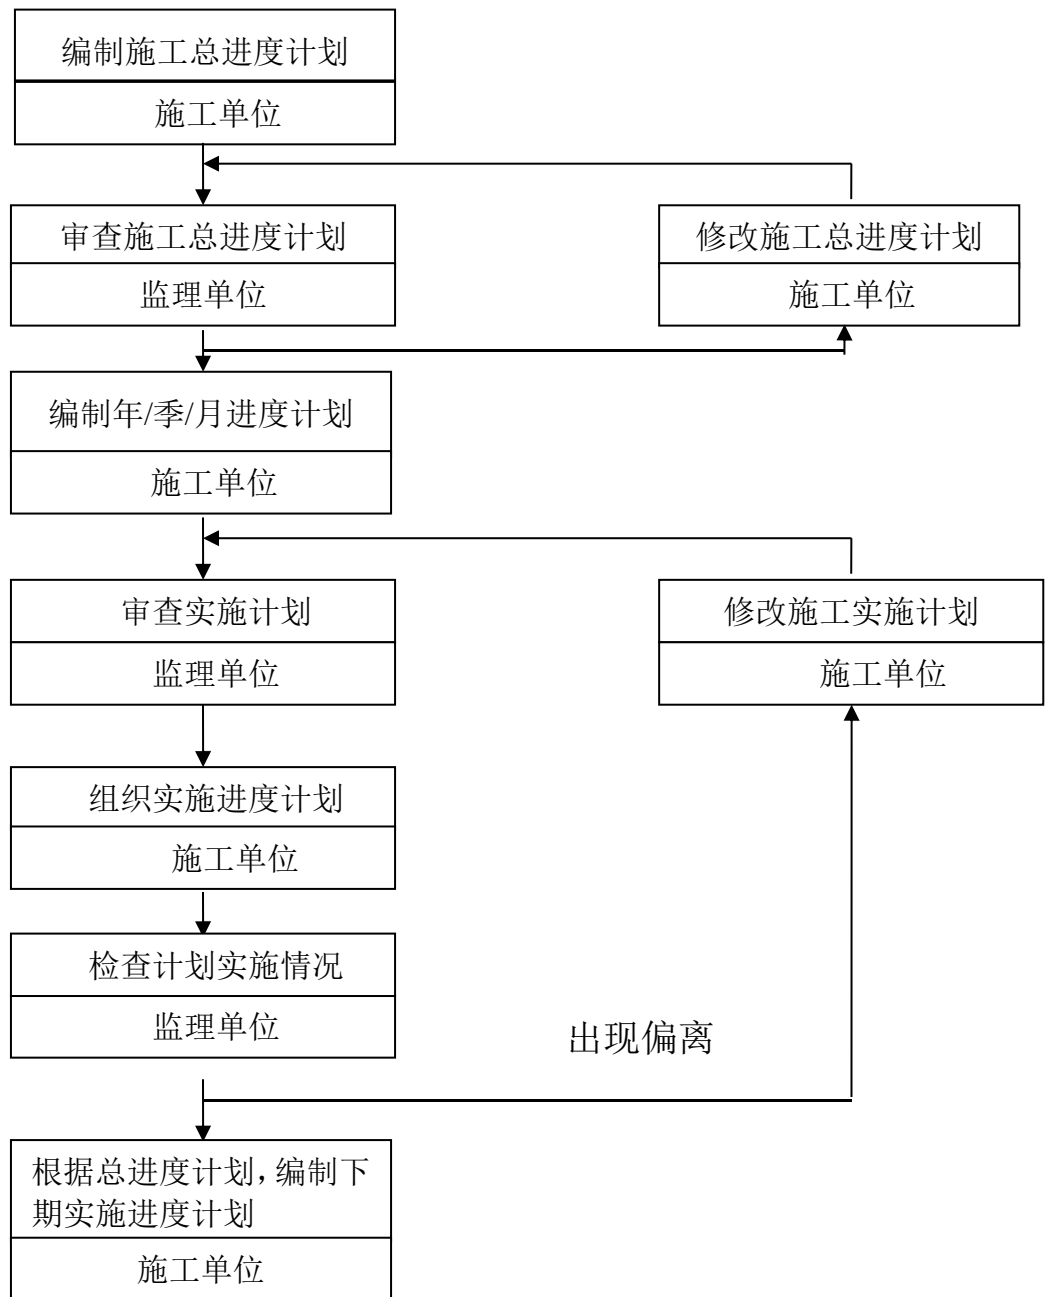 编制施工总进度计划
施工单位
审查施工总进度计划
监理单位
修改施工总进度计划
施工单位
编制年/季/月进度计划
施工单位
审查实施计划
监理单位
修改施工实施计划
施工单位
组织实施进度计划
施工单位
检查计划实施情况
监理单位
出现偏离
根据总进度计划，编制下
期实施进度计划
施工单位